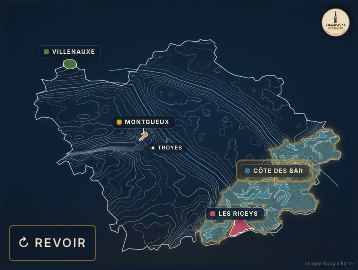 VILLENAUXE
MONTGUEUX
TROYES
CÔTE DES BAR
LES RICEYS
REVOIR